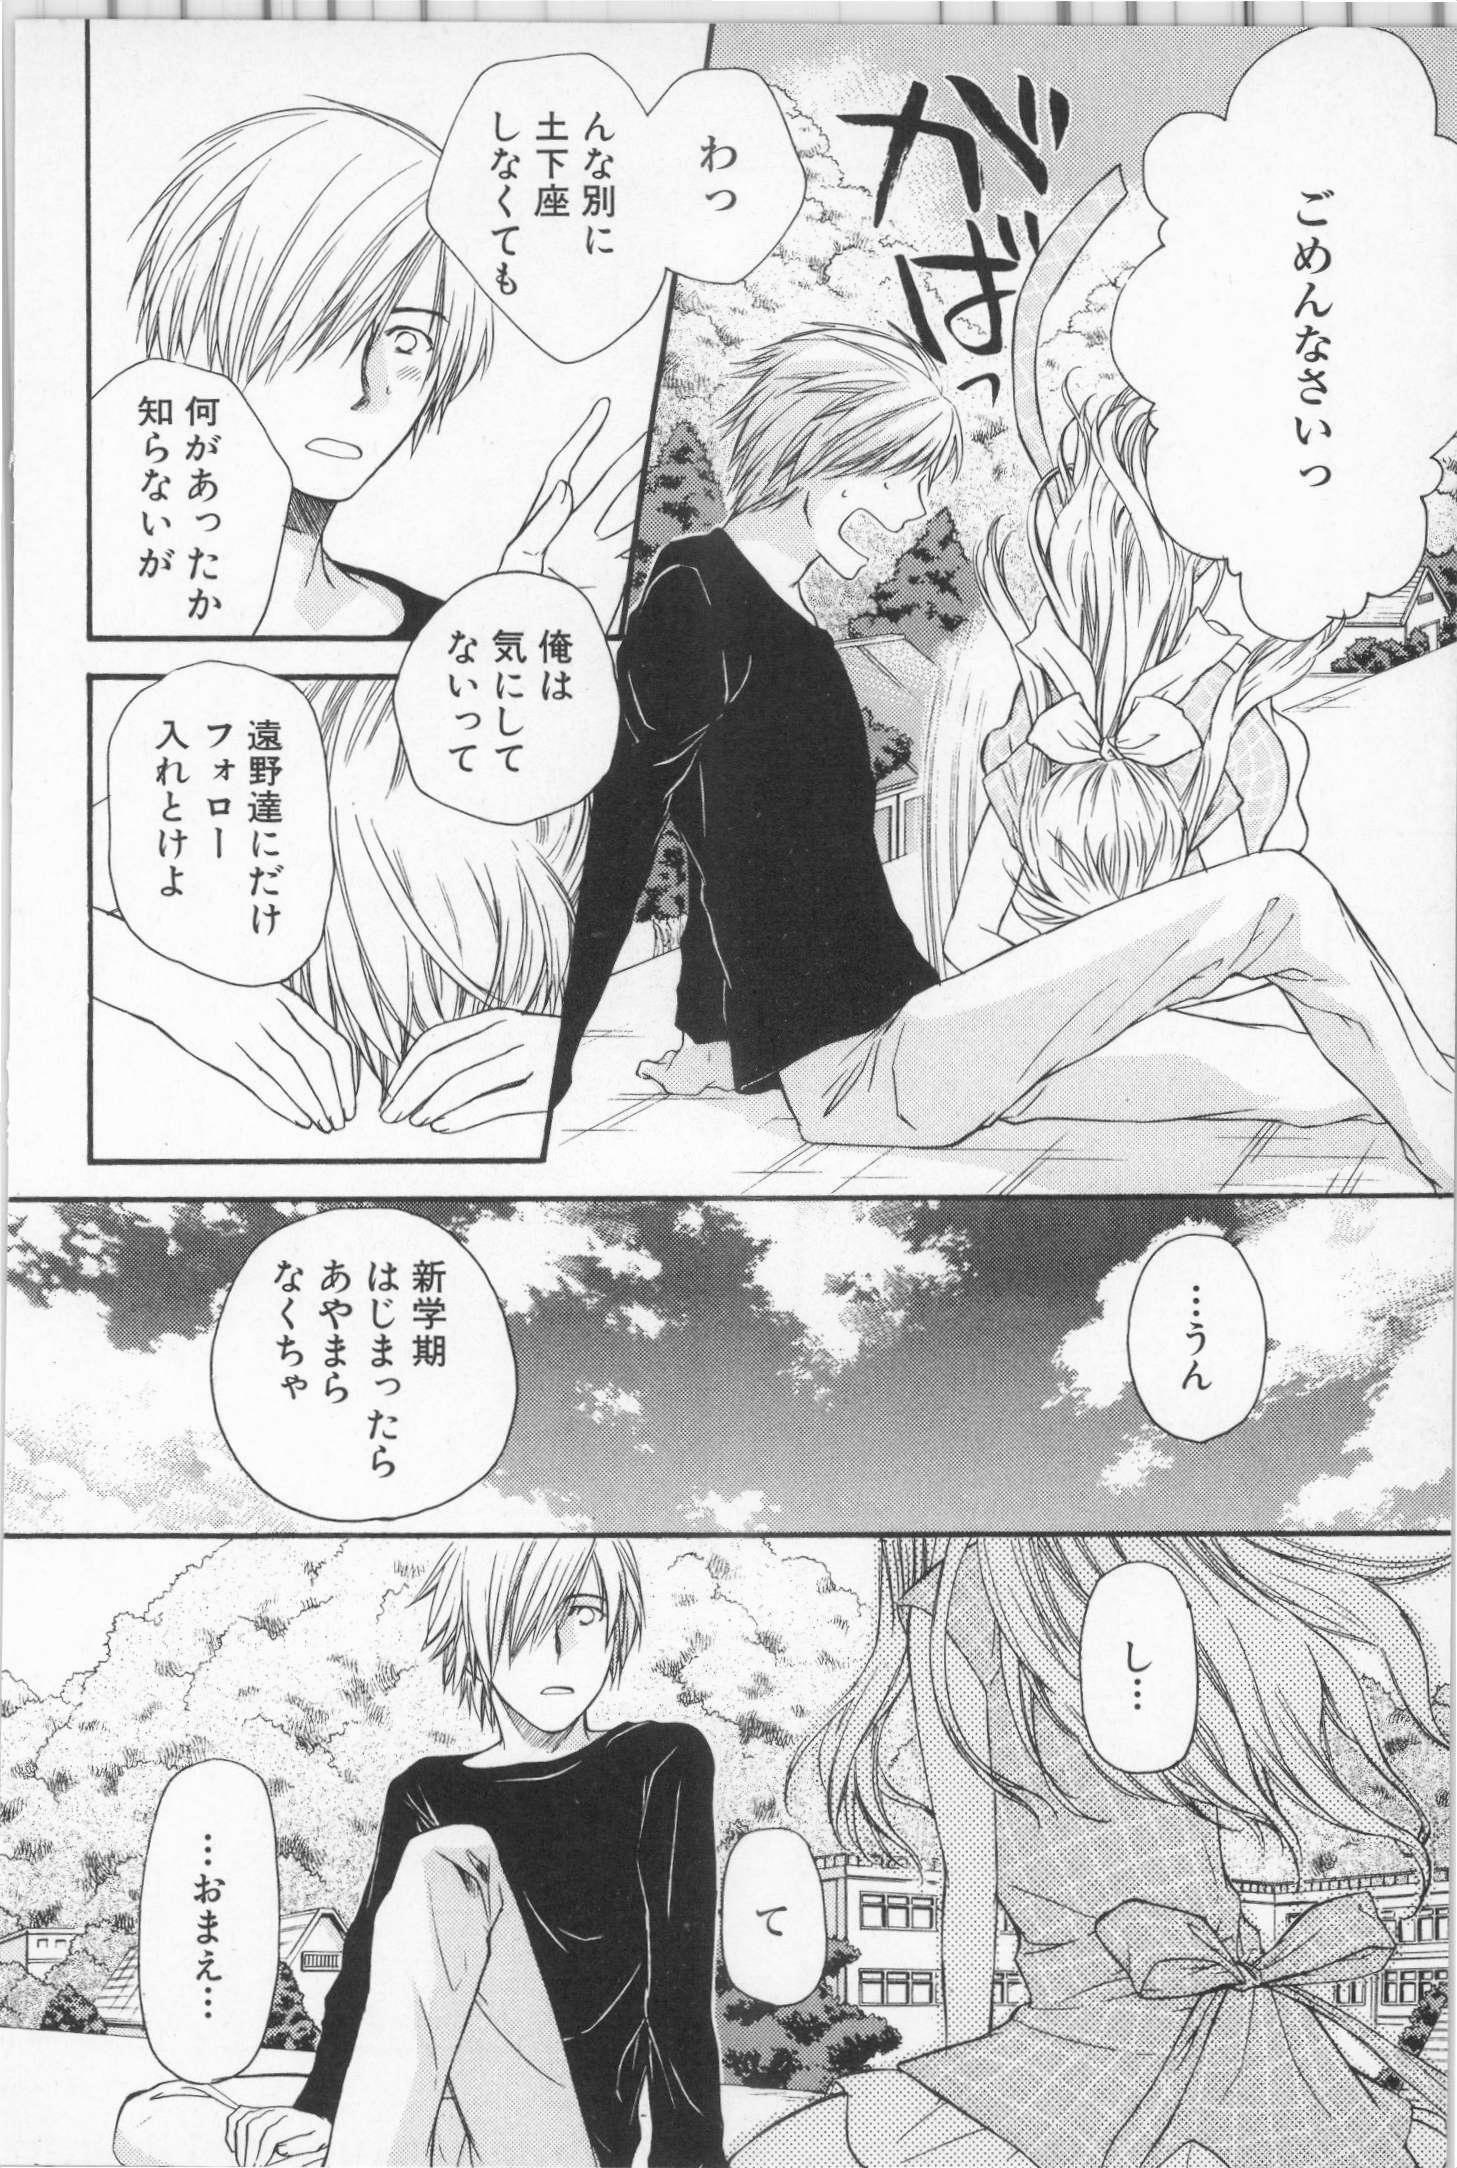 ごめんなさいっ
がばっ
わっ
んな別に
土下座
しなくても
何があったか
知らないが
俺は
気にして
ないって
遠野達にだけ
フォロー
入れとけよ
…うん
新学期
はじまったら
あやまら
なくちゃ
し…
て
…おまえ…